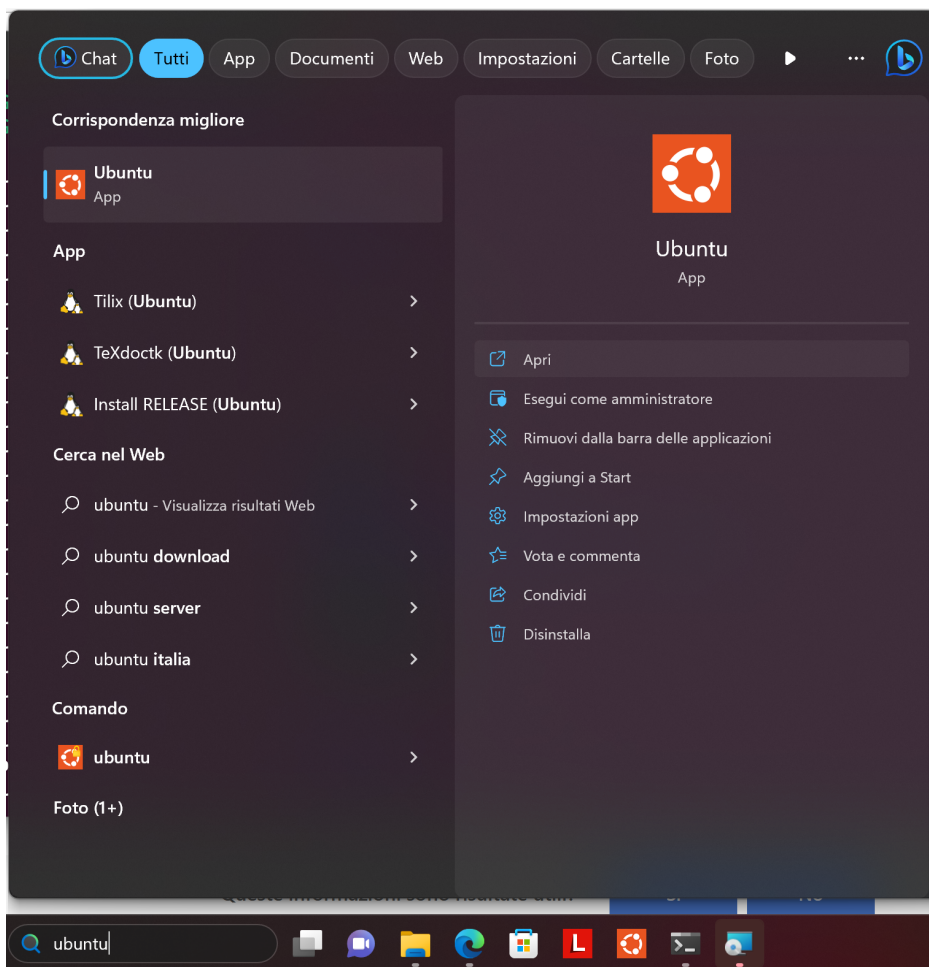 Chat
Tutti
App
Documenti
Web
Impostazioni
Cartelle
Foto
Corrispondenza migliore
Ubuntu
App
App
Tilix (Ubuntu)
TeXdoctk (Ubuntu)
Install RELEASE (Ubuntu)
Cerca nel Web
ubuntu - Visualizza risultati Web
ubuntu download
ubuntu server
ubuntu italia
Comando
ubuntu
Foto (1+)
Ubuntu
App
Apri
Esegui come amministratore
Rimuovi dalla barra delle applicazioni
Aggiungi a Start
Impostazioni app
Vota e commenta
Condividi
Disinstalla
ubuntu
L